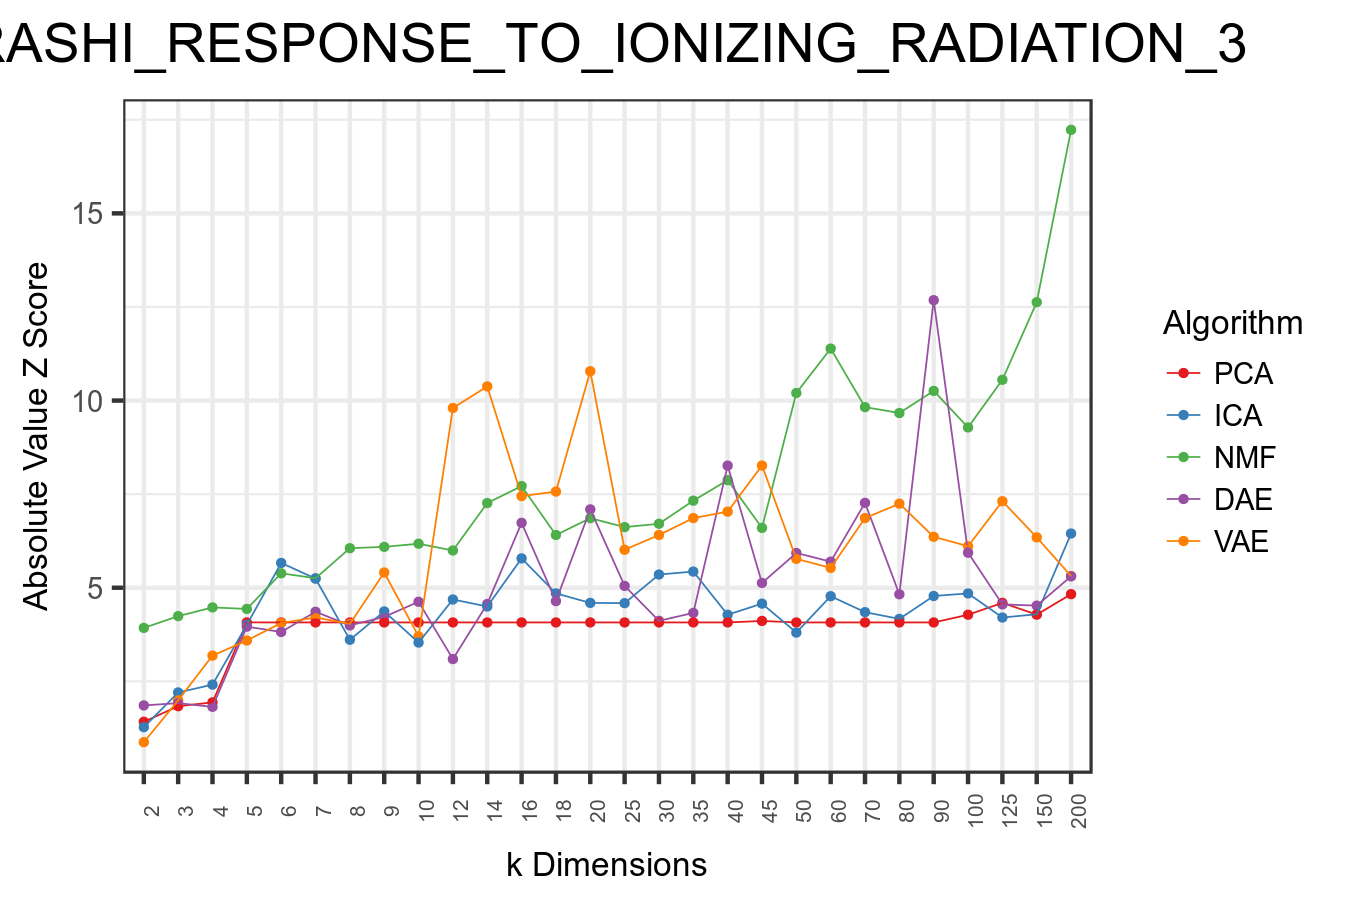 RASHI_RESPONSE_TO_IONIZING_RADIATION_3
Absolute Value Z Score
15
10
5
2 3 4 5 6 7 8 9 10 12 14 16 18 20 25 30 35 40 45 50 60 70 80 90 100 125 150 200
k Dimensions
Algorithm
PCA
ICA
NMF
DAE
VAE